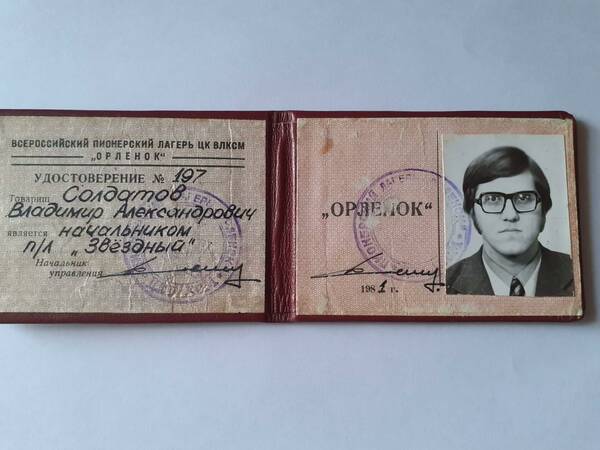 ВСЕРОССИЙСКИЙ ПИОНЕРСКИЙ ЛАГЕРЬ ЦК ВЛКСМ
„ОРЛЕНОК“
УДОСТОВЕРЕНИЕ № 197
Товарищ Солдатов
Владимир Александрович
является начальником
п/л „Звёздный“
Начальник
управления
„ОРЛЕНОК“
1981 г.